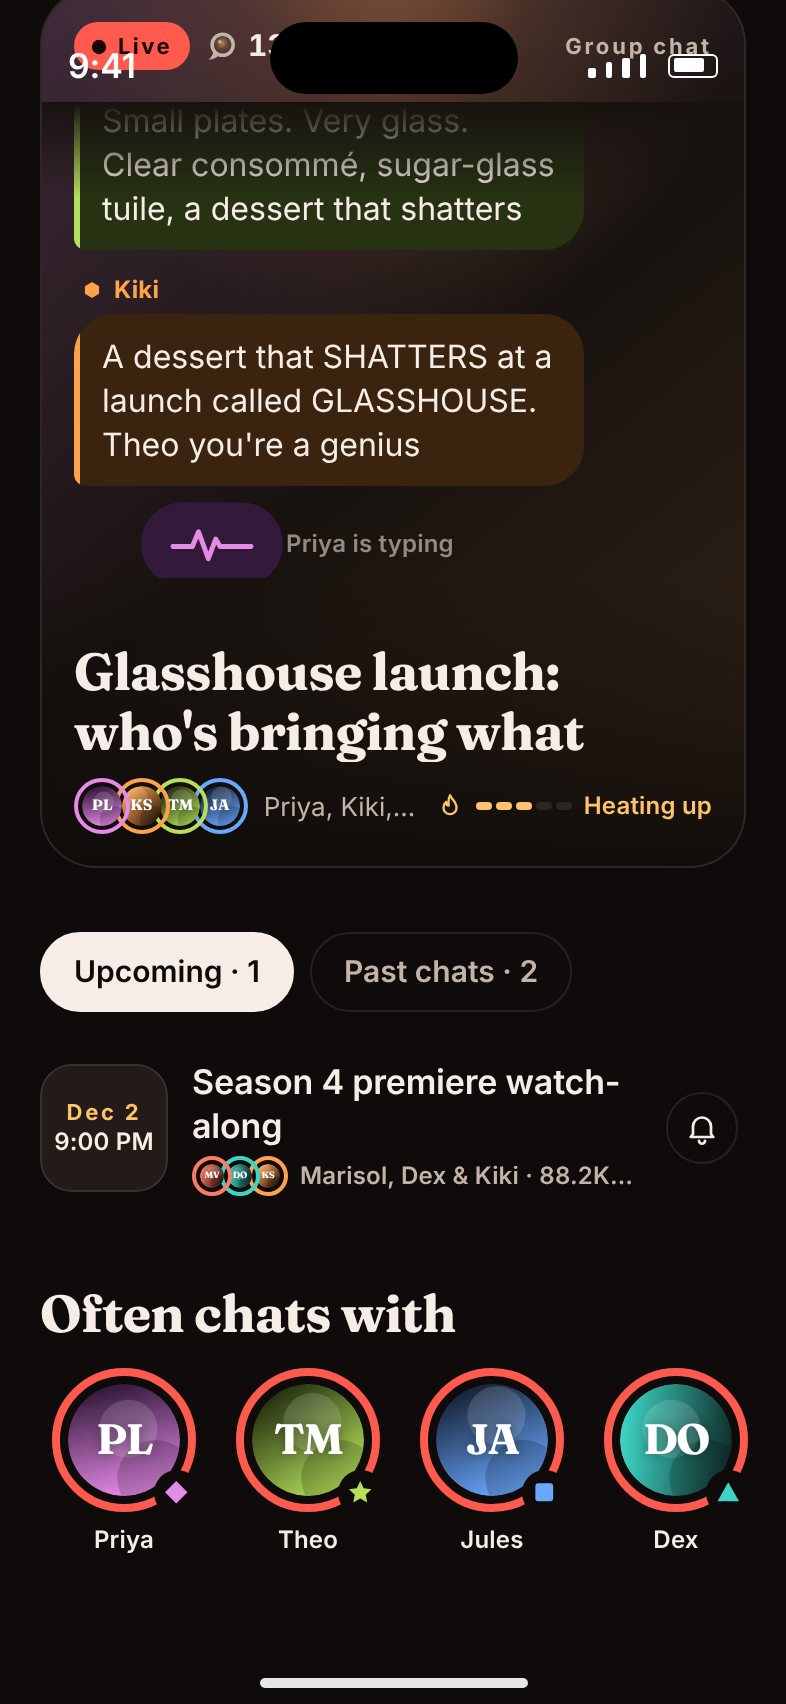 Live
13
Group chat
9:41
Small plates. Very glass.
Clear consommé, sugar-glass
tuile, a dessert that shatters
Kiki
A dessert that SHATTERS at a
launch called GLASSHOUSE.
Theo you're a genius
Priya is typing
Glasshouse launch:
who's bringing what
PL KS TM JA Priya, Kiki,... Heating up
Upcoming · 1 Past chats · 2
Dec 2
9:00 PM
Season 4 premiere watch-
along
MV DO KS Marisol, Dex & Kiki · 88.2K...
Often chats with
PL TM JA DO
Priya Theo Jules Dex